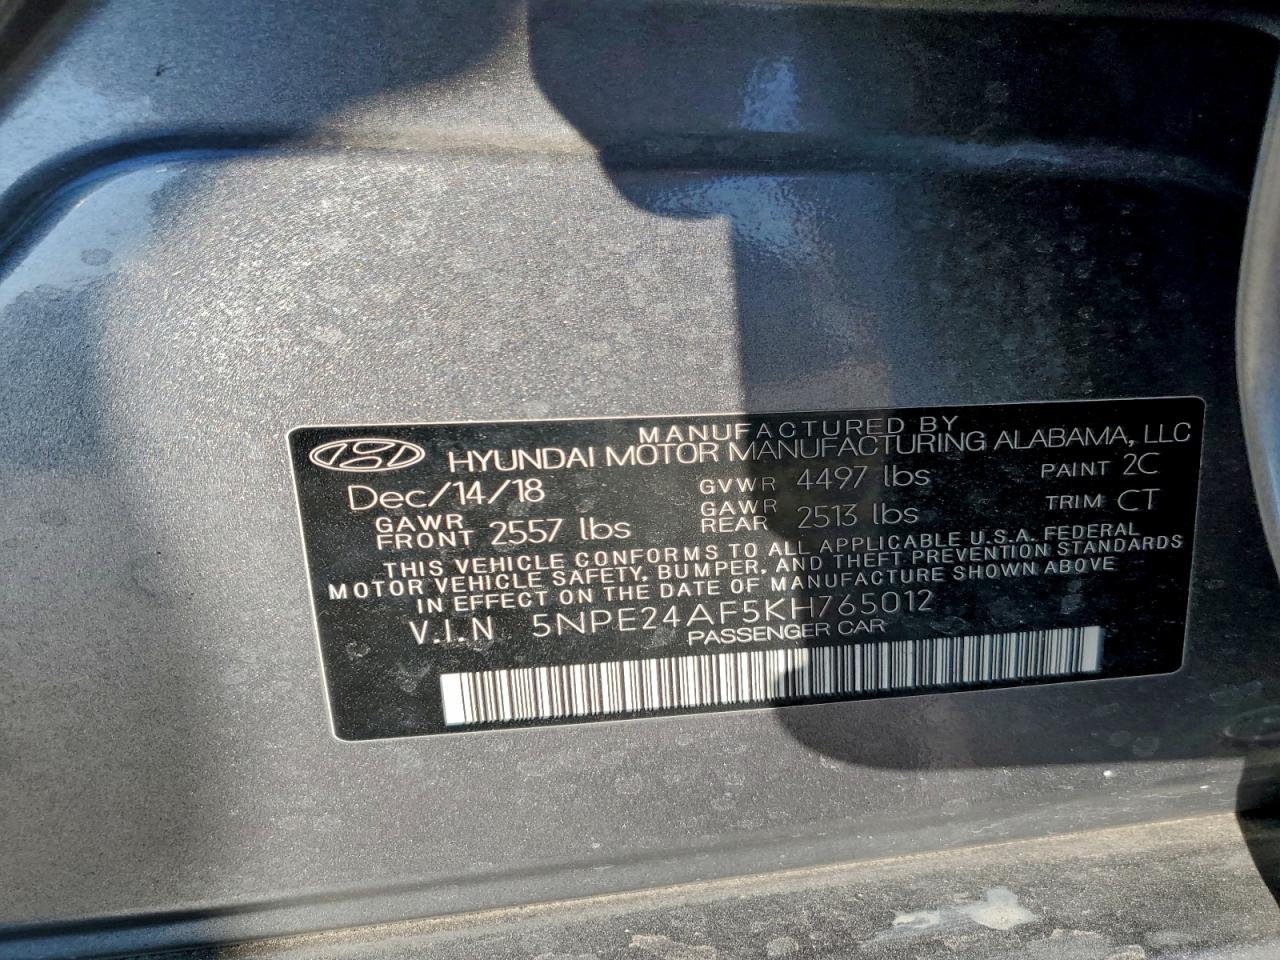 MANUFACTURED BY
HYUNDAI MOTOR MANUFACTURING ALABAMA, LLC
Dec/14/18 GVWR 4497 lbs PAINT 2C
GAWR FRONT 2557 lbs GAWR REAR 2513 lbs TRIM CT
THIS VEHICLE CONFORMS TO ALL APPLICABLE U.S.A. FEDERAL
MOTOR VEHICLE SAFETY, BUMPER, AND THEFT PREVENTION STANDARDS
IN EFFECT ON THE DATE OF MANUFACTURE SHOWN ABOVE
V.I.N 5NPE24AF5KH765012
PASSENGER CAR